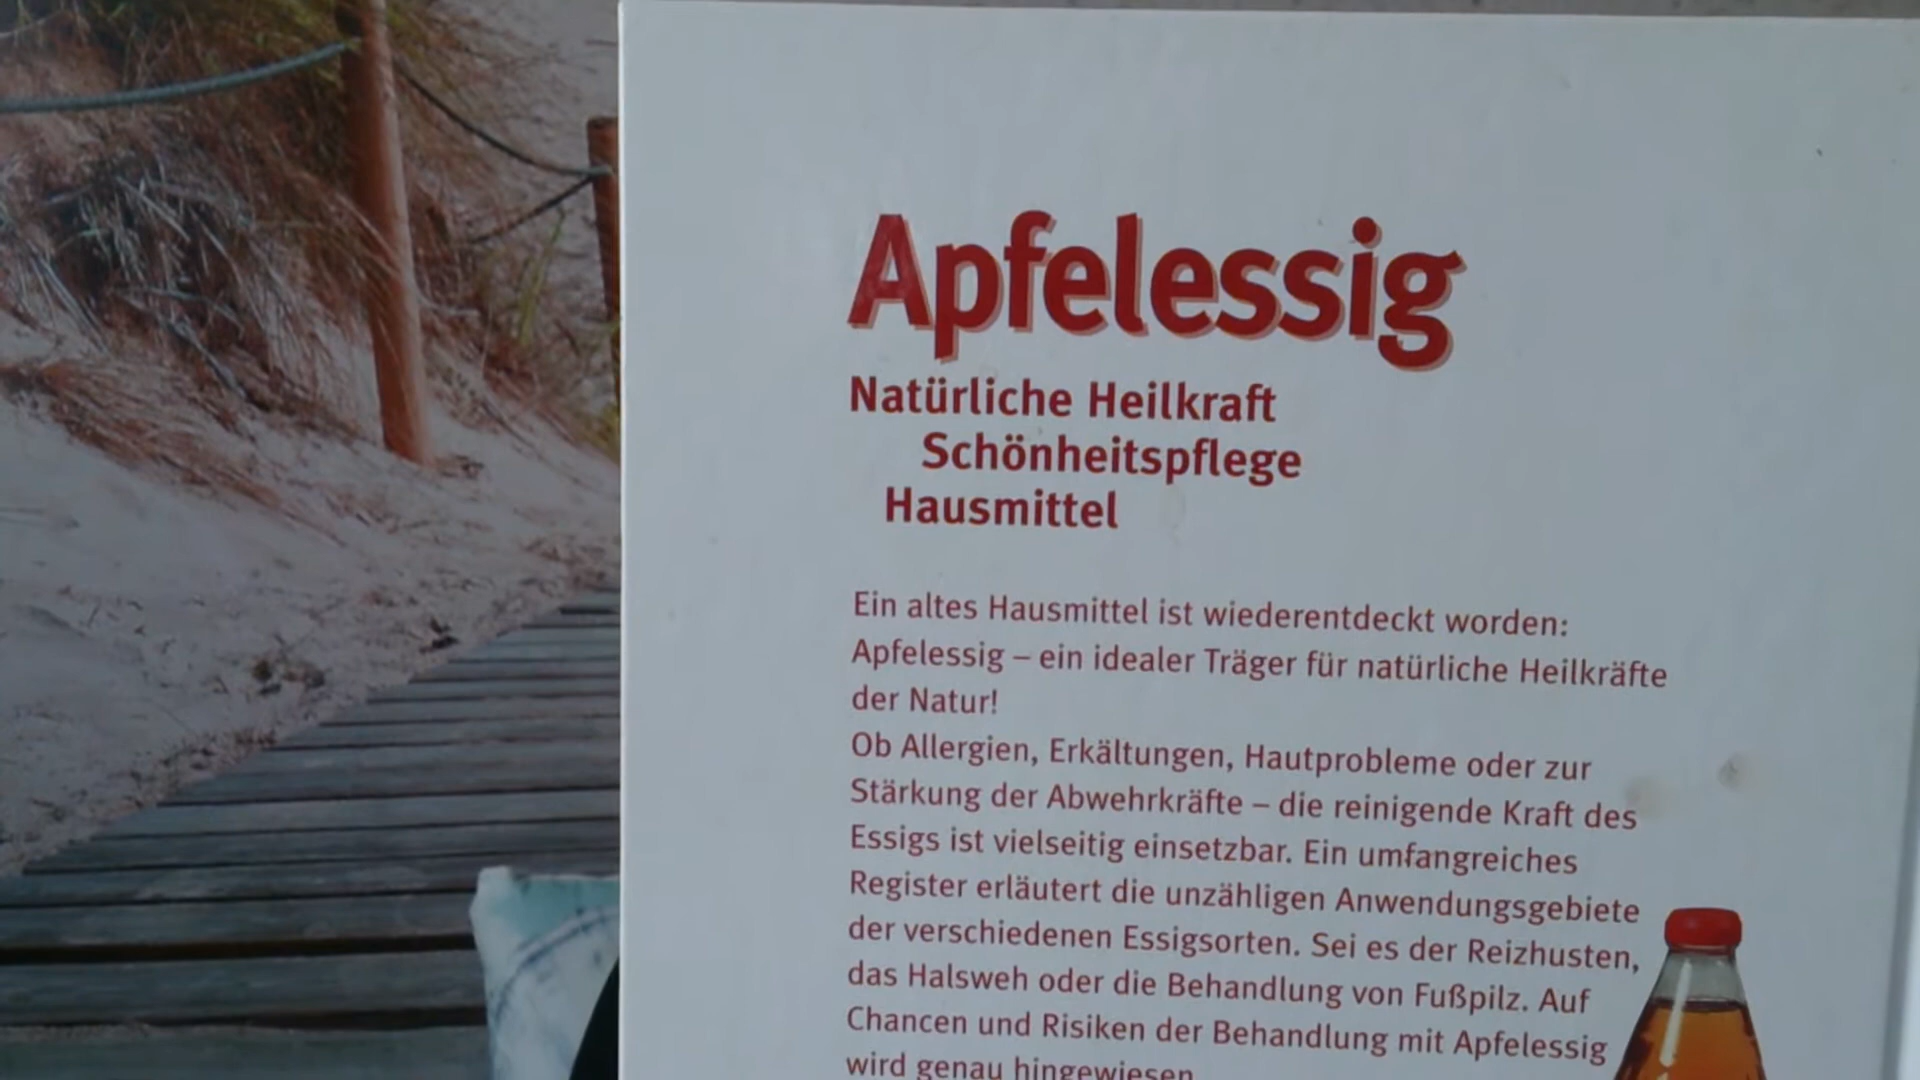 Apfelessig
Natürliche Heilkraft
Schönheitspflege
Hausmittel
Ein altes Hausmittel ist wiederentdeckt worden:
Apfelessig – ein idealer Träger für natürliche Heilkräfte
der Natur!
Ob Allergien, Erkältungen, Hautprobleme oder zur
Stärkung der Abwehrkräfte – die reinigende Kraft des
Essigs ist vielseitig einsetzbar. Ein umfangreiches
Register erläutert die unzähligen Anwendungsgebiete
der verschiedenen Essigsorten. Sei es der Reizhusten,
das Halsweh oder die Behandlung von Fußpilz. Auf
Chancen und Risiken der Behandlung mit Apfelessig
wird genau hingewiesen